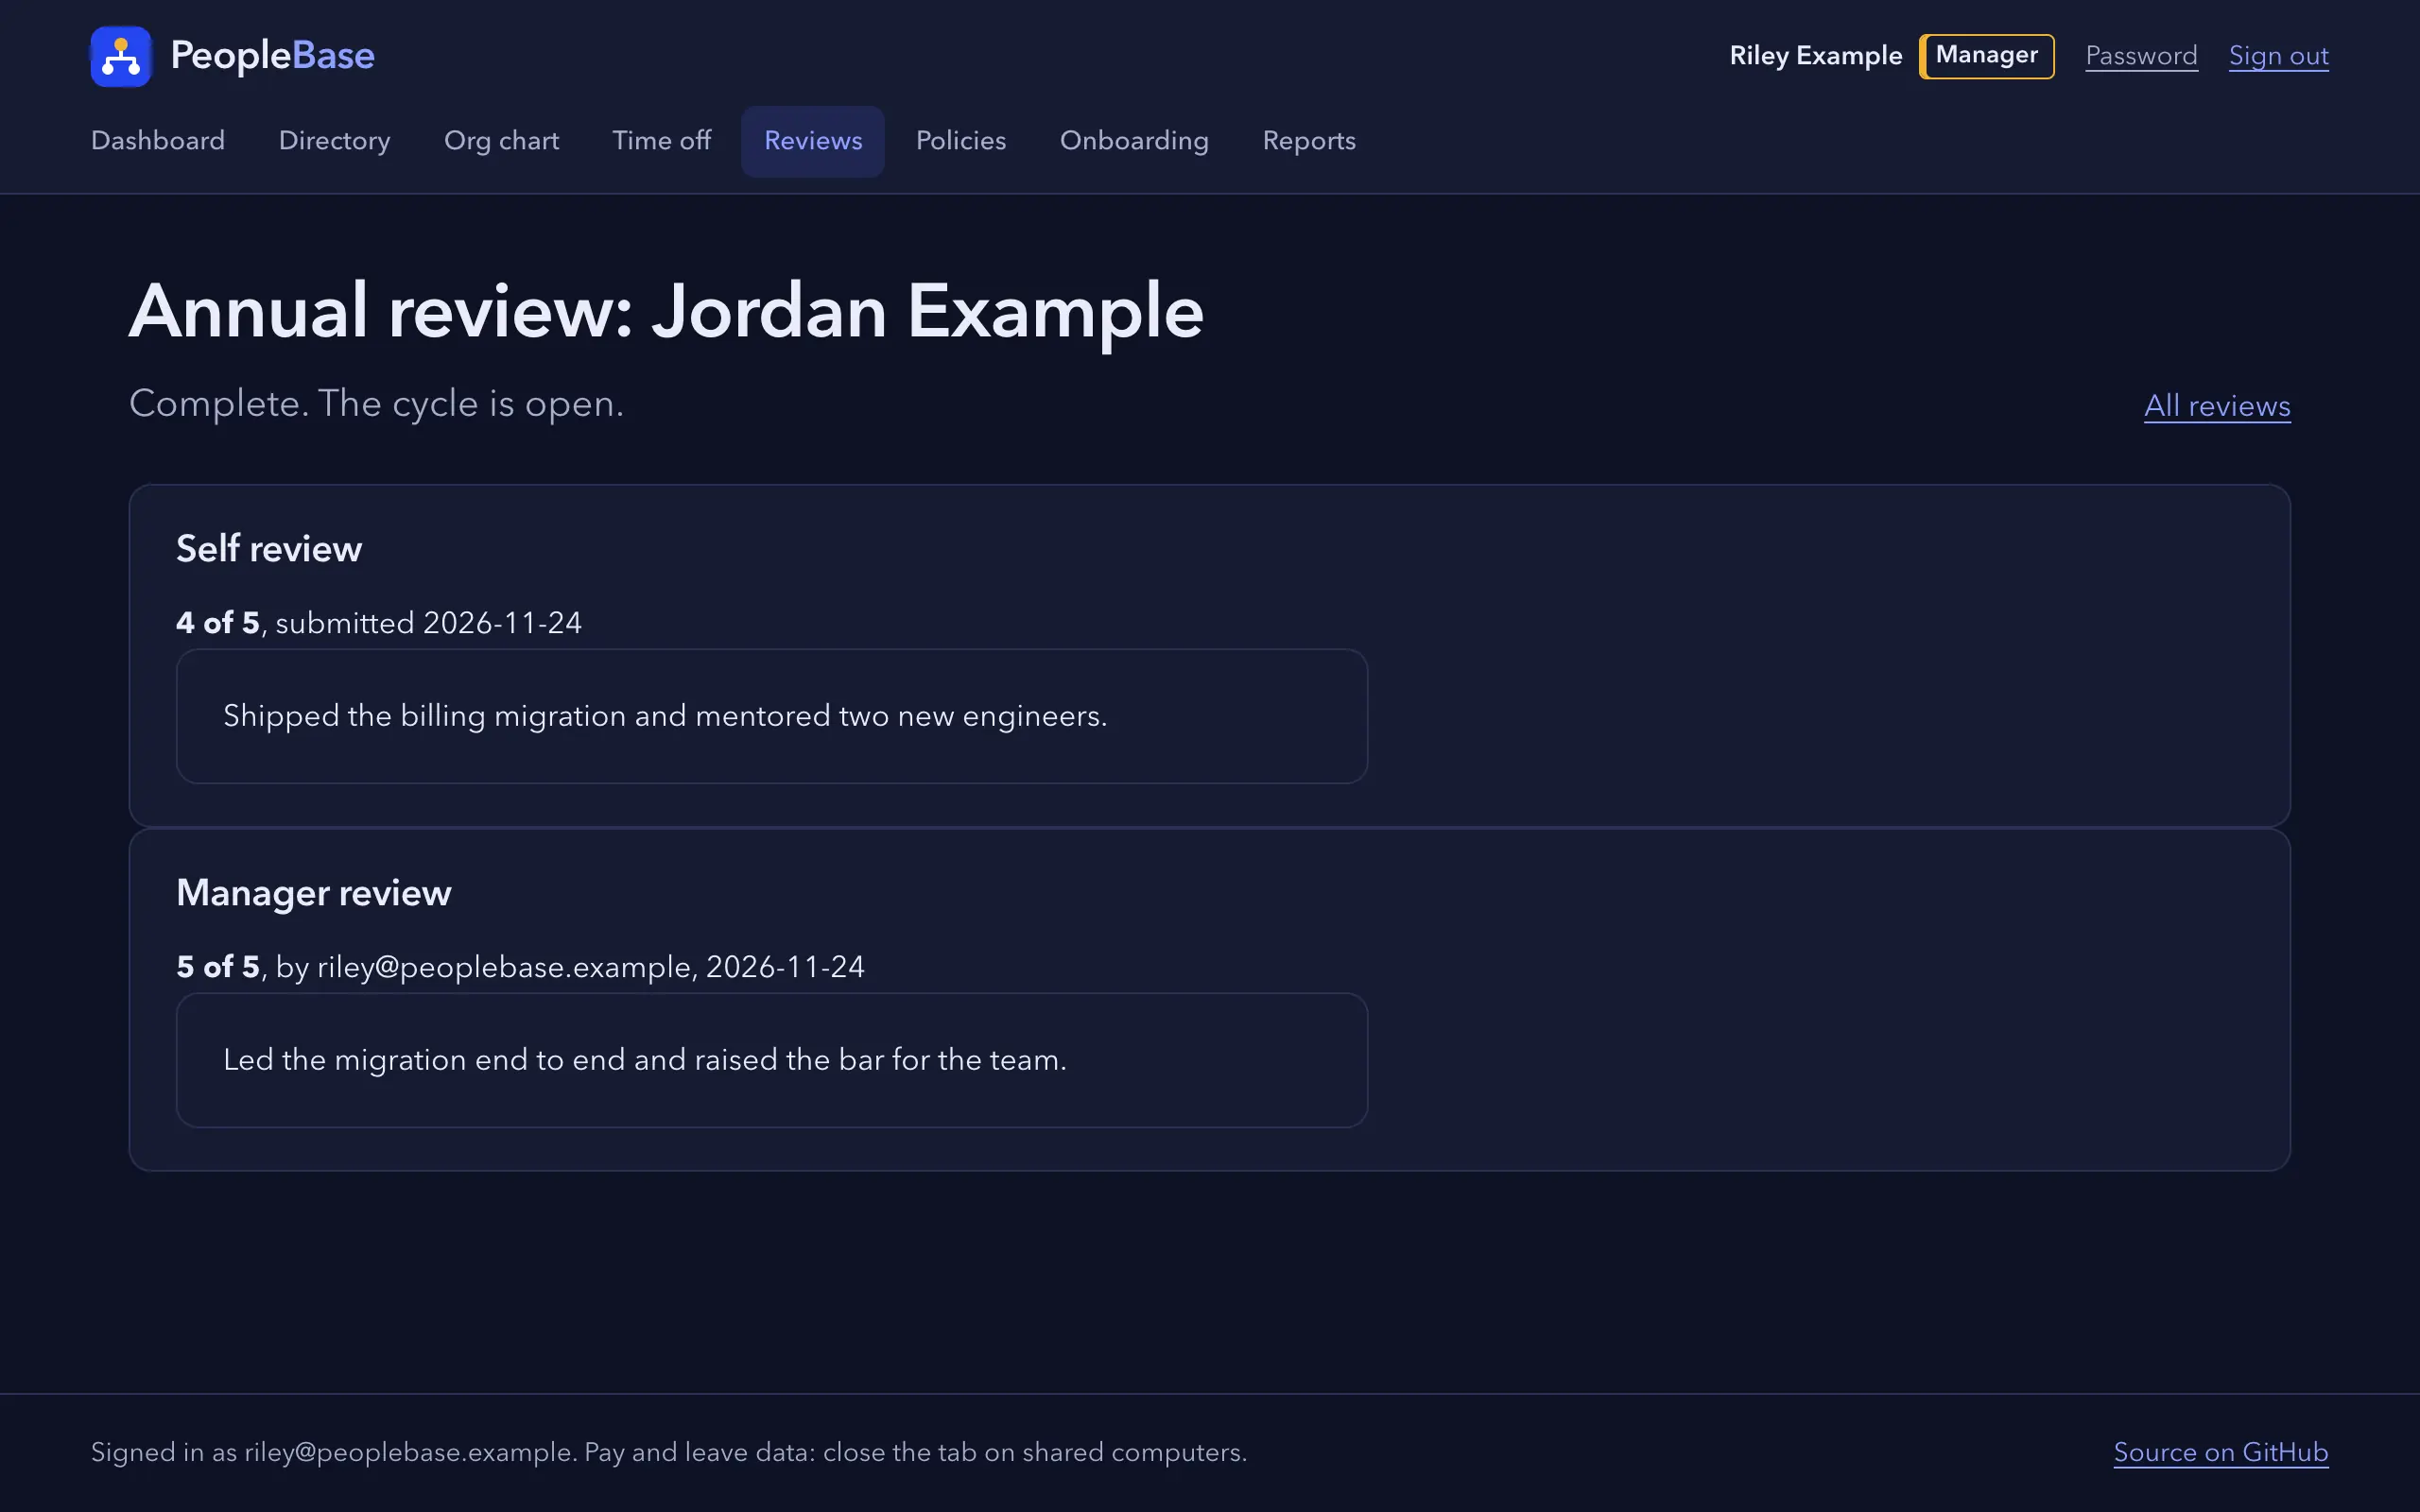 PeopleBase
Riley Example Manager Password Sign out
Dashboard Directory Org chart Time off Reviews Policies Onboarding Reports
Annual review: Jordan Example
Complete. The cycle is open.
All reviews
Self review
4 of 5, submitted 2026-11-24
Shipped the billing migration and mentored two new engineers.
Manager review
5 of 5, by riley@peoplebase.example, 2026-11-24
Led the migration end to end and raised the bar for the team.
Signed in as riley@peoplebase.example. Pay and leave data: close the tab on shared computers.
Source on GitHub